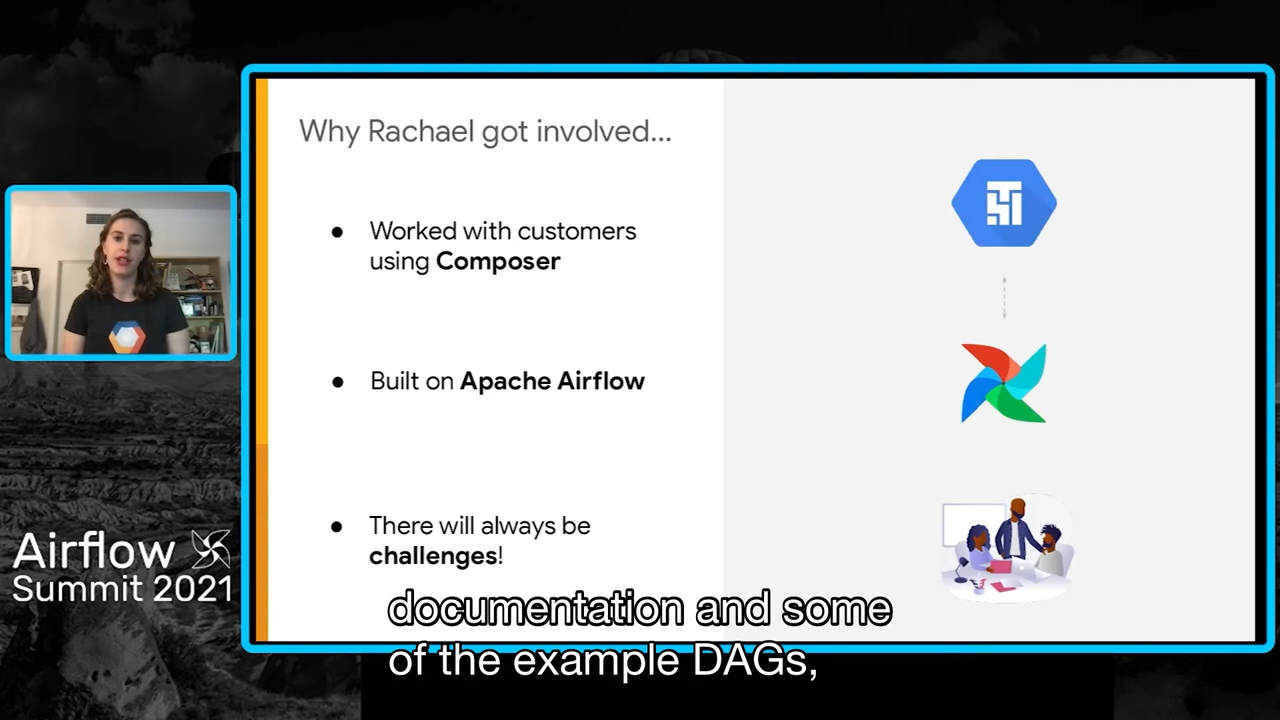 Why Rachael got involved...
● Worked with customers
using Composer
● Built on Apache Airflow
● There will always be
challenges!
Airflow
Summit 2021
documentation and some
of the example DAGs,